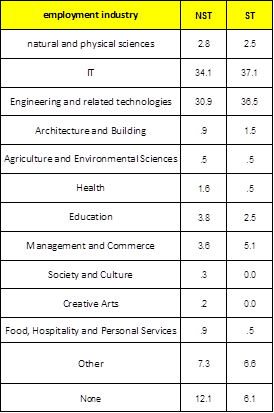 employment industry NST ST
natural and physical sciences 2.8 2.5
IT 34.1 37.1
Engineering and related technologies 30.9 36.5
Architecture and Building .9 1.5
Agriculture and Environmental Sciences .5 .5
Health 1.6 .5
Education 3.8 2.5
Management and Commerce 3.6 5.1
Society and Culture .3 0.0
Creative Arts .2 0.0
Food, Hospitality and Personal Services .9 .5
Other 7.3 6.6
None 12.1 6.1